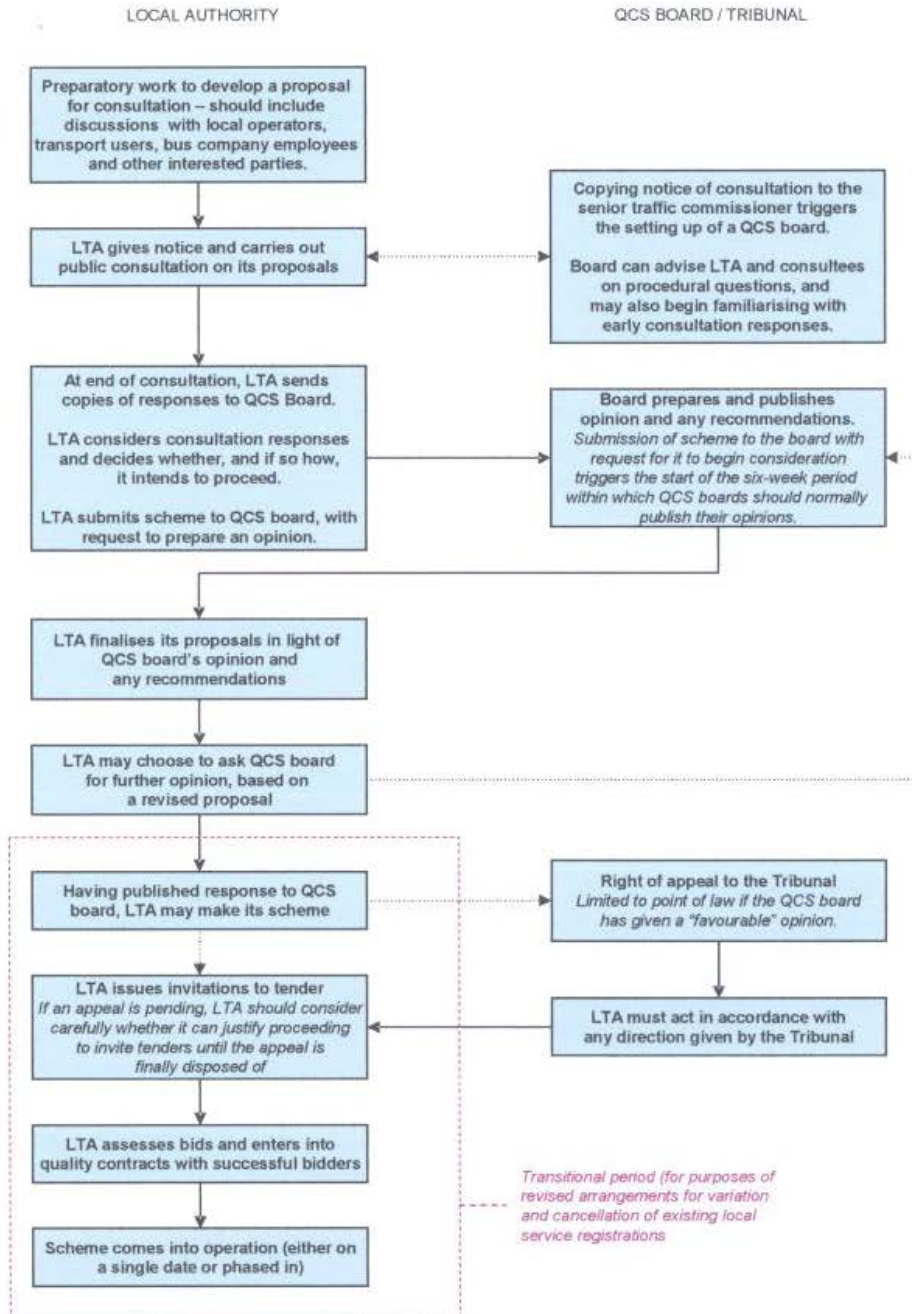 LOCAL AUTHORITY
QCS BOARD / TRIBUNAL
Preparatory work to develop a proposal
for consultation – should include
discussions with local operators,
transport users, bus company employees
and other interested parties.
LTA gives notice and carries out
public consultation on its proposals
Copying notice of consultation to the
senior traffic commissioner triggers
the setting up of a QCS board.
Board can advise LTA and consultees
on procedural questions, and
may also begin familiarising with
early consultation responses.
At end of consultation, LTA sends
copies of responses to QCS Board.
LTA considers consultation responses
and decides whether, and if so how,
it intends to proceed.
LTA submits scheme to QCS board, with
request to prepare an opinion.
Board prepares and publishes
opinion and any recommendations.
Submission of scheme to the board with
request for it to begin consideration
triggers the start of the six-week period
within which QCS boards should normally
publish their opinions.
LTA finalises its proposals in light of
QCS board's opinion and
any recommendations
LTA may choose to ask QCS board
for further opinion, based on
a revised proposal
Having published response to QCS
board, LTA may make its scheme
Right of appeal to the Tribunal
Limited to point of law if the QCS board
has given a "favourable" opinion.
LTA issues invitations to tender
If an appeal is pending, LTA should consider
carefully whether it can justify proceeding
to invite tenders until the appeal is
finally disposed of
LTA must act in accordance with
any direction given by the Tribunal
LTA assesses bids and enters into
quality contracts with successful bidders
Transitional period (for purposes of
revised arrangements for variation
and cancellation of existing local
service registrations
Scheme comes into operation (either on
a single date or phased in)